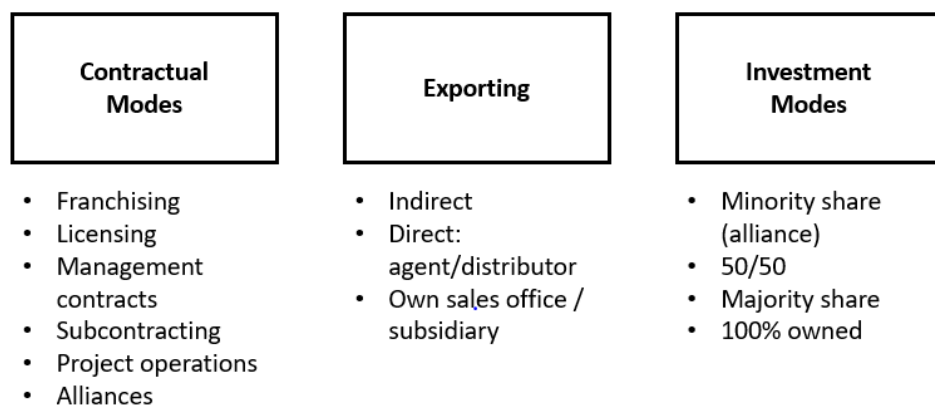 Contractual
Modes
• Franchising
• Licensing
• Management
contracts
• Subcontracting
• Project operations
• Alliances
Exporting
• Indirect
• Direct:
agent/distributor
• Own sales office /
subsidiary
Investment
Modes
• Minority share
(alliance)
• 50/50
• Majority share
• 100% owned